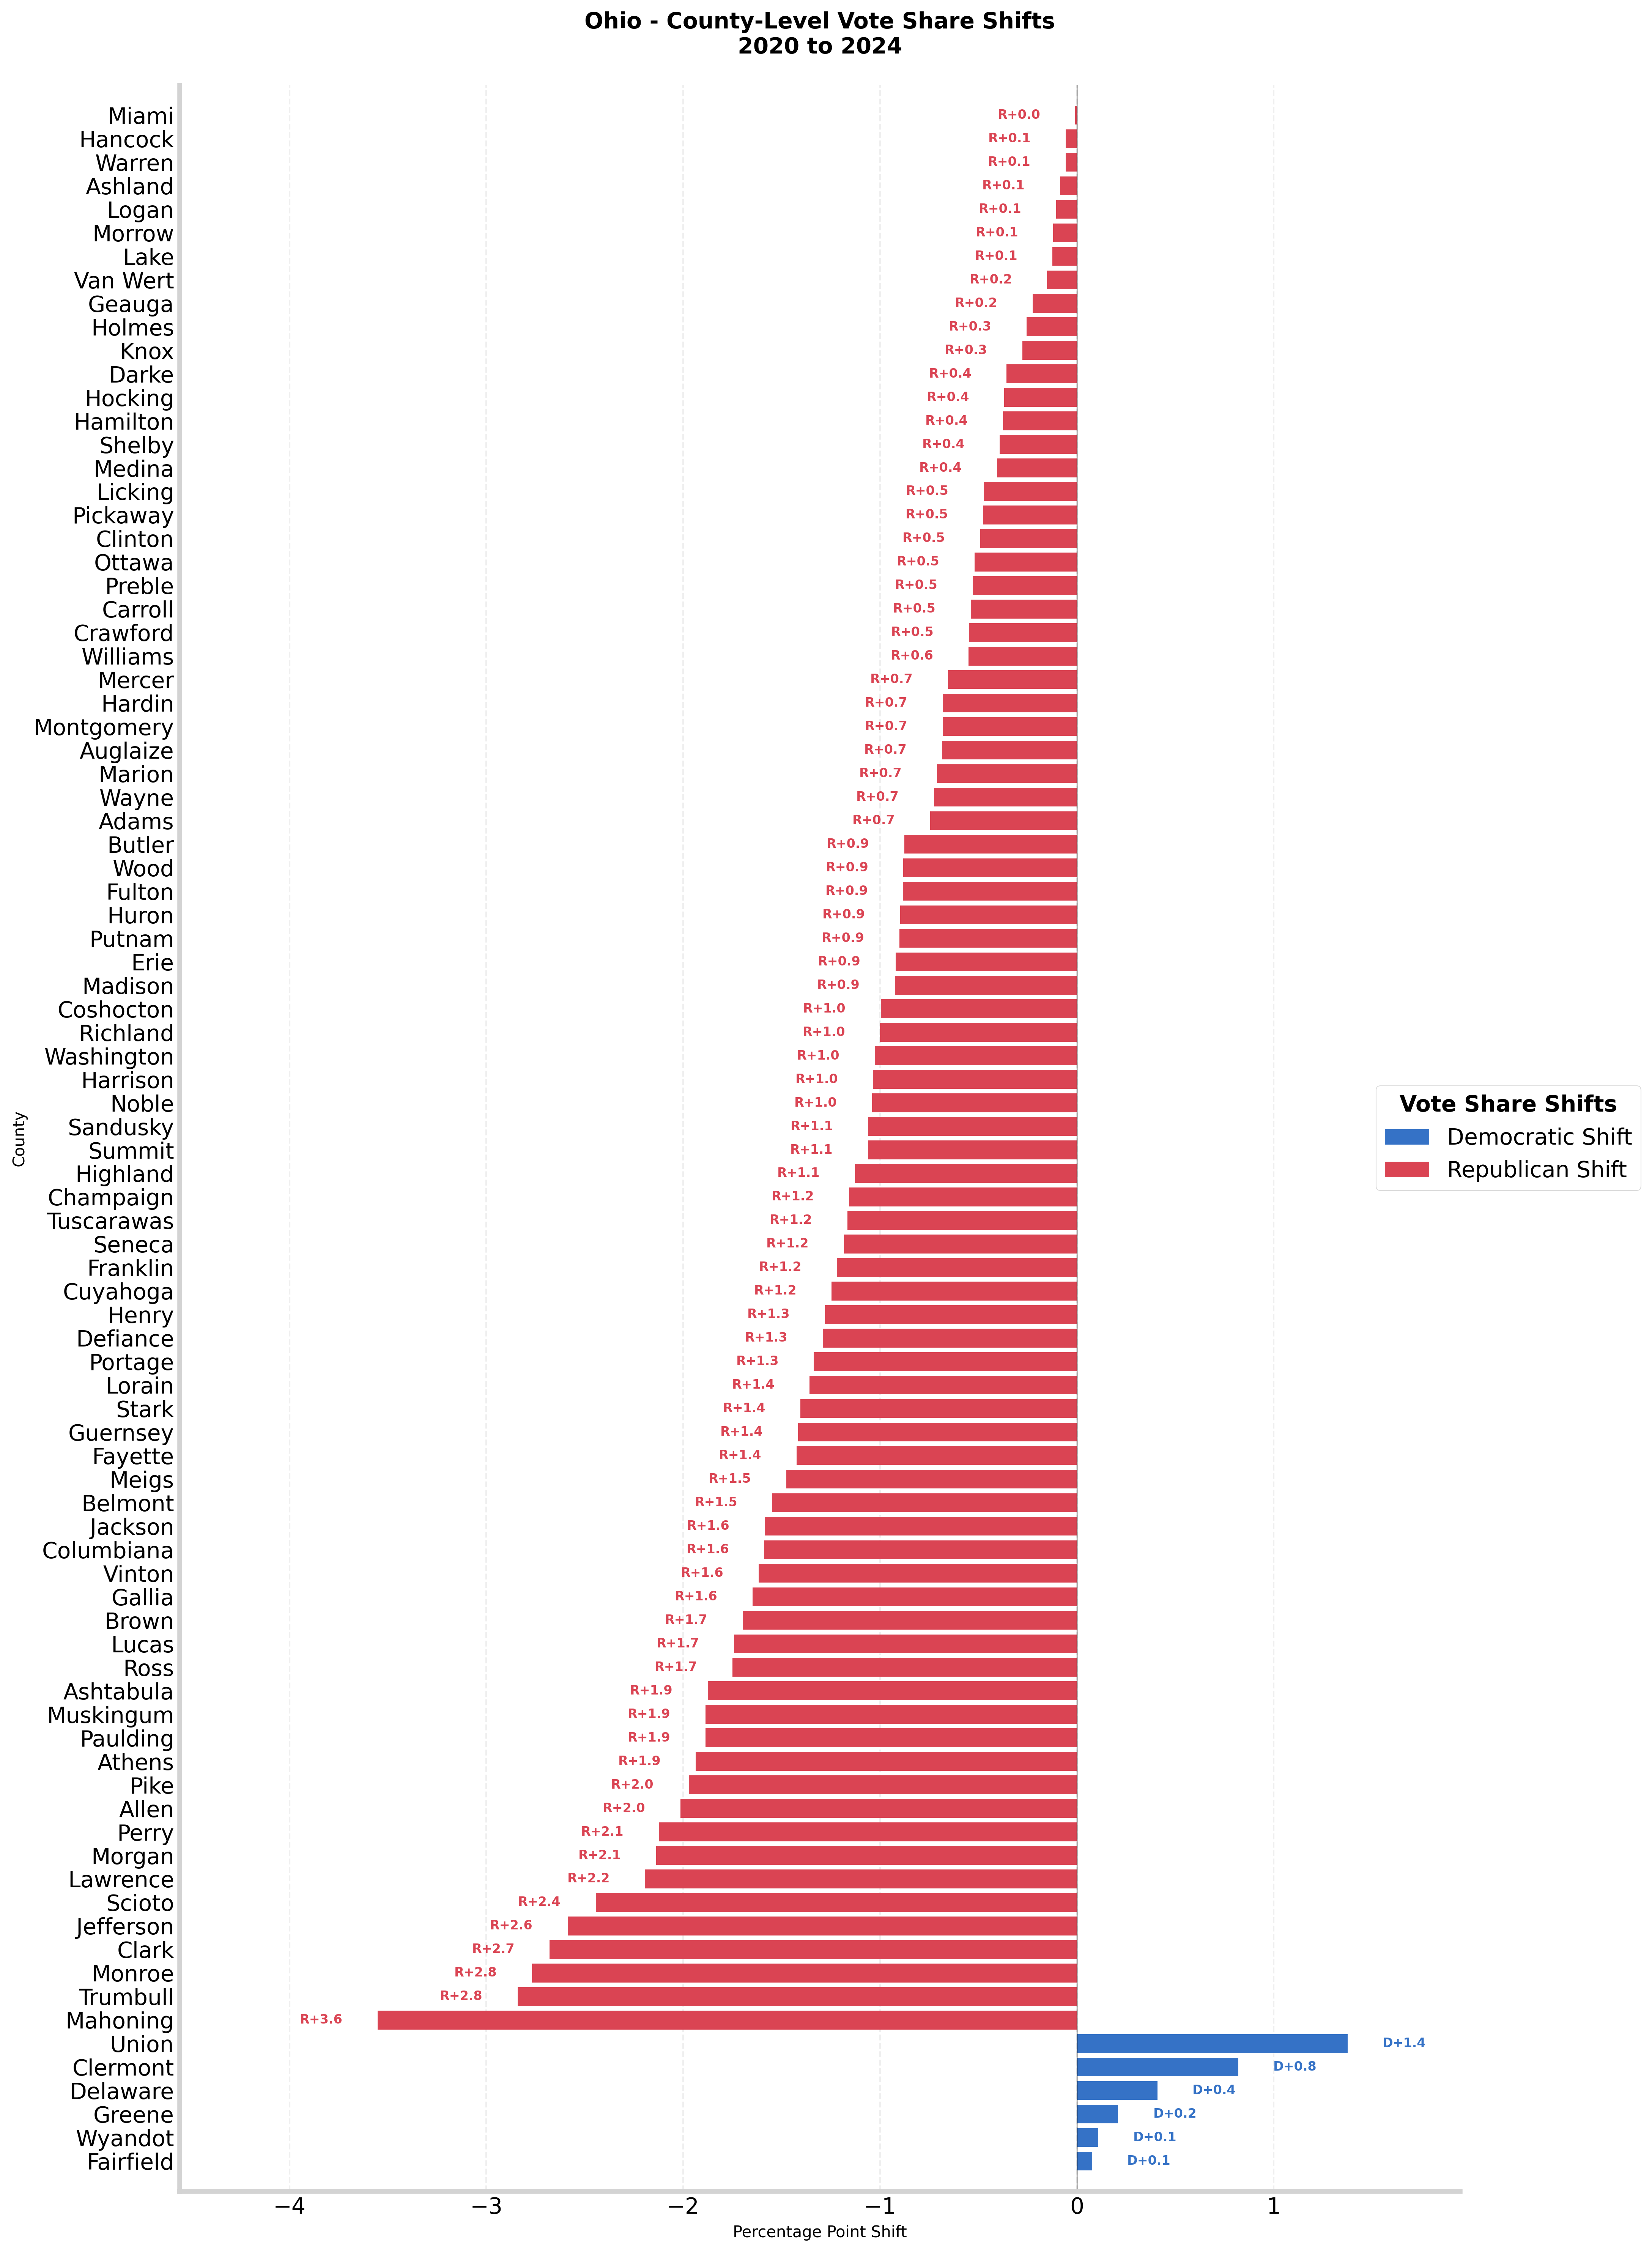 Ohio - County-Level Vote Share Shifts
2020 to 2024
Miami R+0.0
Hancock R+0.1
Warren R+0.1
Ashland R+0.1
Logan R+0.1
Morrow R+0.1
Lake R+0.1
Van Wert R+0.2
Geauga R+0.2
Holmes R+0.3
Knox R+0.3
Darke R+0.4
Hocking R+0.4
Hamilton R+0.4
Shelby R+0.4
Medina R+0.4
Licking R+0.5
Pickaway R+0.5
Clinton R+0.5
Ottawa R+0.5
Preble R+0.5
Carroll R+0.5
Crawford R+0.5
Williams R+0.6
Mercer R+0.7
Hardin R+0.7
Montgomery R+0.7
Auglaize R+0.7
Marion R+0.7
Wayne R+0.7
Adams R+0.7
Butler R+0.9
Wood R+0.9
Fulton R+0.9
Huron R+0.9
Putnam R+0.9
Erie R+0.9
Madison R+0.9
Coshocton R+1.0
Richland R+1.0
Washington R+1.0
Harrison R+1.0
Noble R+1.0
Sandusky R+1.1
Summit R+1.1
Highland R+1.1
Champaign R+1.2
Tuscarawas R+1.2
Seneca R+1.2
Franklin R+1.2
Cuyahoga R+1.2
Henry R+1.3
Defiance R+1.3
Portage R+1.3
Lorain R+1.4
Stark R+1.4
Guernsey R+1.4
Fayette R+1.4
Meigs R+1.5
Belmont R+1.5
Jackson R+1.6
Columbiana R+1.6
Vinton R+1.6
Gallia R+1.6
Brown R+1.7
Lucas R+1.7
Ross R+1.7
Ashtabula R+1.9
Muskingum R+1.9
Paulding R+1.9
Athens R+1.9
Pike R+2.0
Allen R+2.0
Perry R+2.1
Morgan R+2.1
Lawrence R+2.2
Scioto R+2.4
Jefferson R+2.6
Clark R+2.7
Monroe R+2.8
Trumbull R+2.8
Mahoning R+3.6
Union D+1.4
Clermont D+0.8
Delaware D+0.4
Greene D+0.2
Wyandot D+0.1
Fairfield D+0.1
County
−4 −3 −2 −1 0 1
Percentage Point Shift
Vote Share Shifts
Democratic Shift
Republican Shift